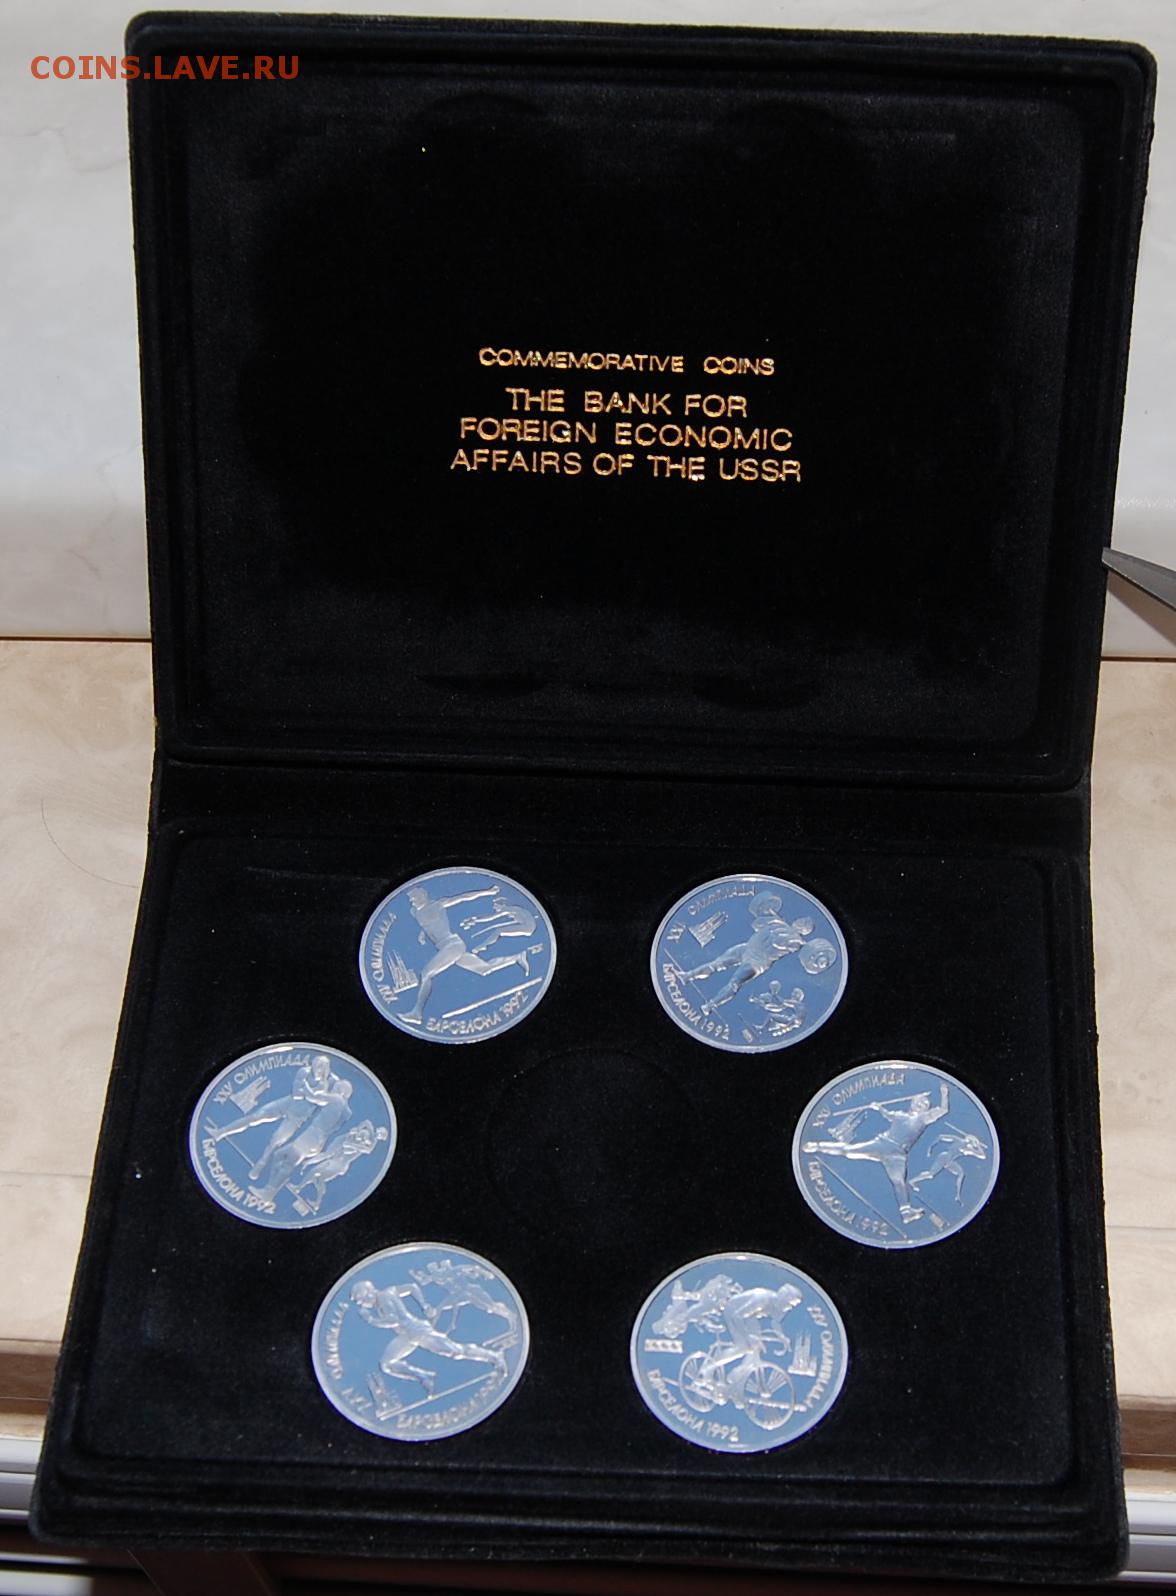 COINS.LAVE.RU
COMMEMORATIVE COINS
THE BANK FOR
FOREIGN ECONOMIC
AFFAIRS OF THE USSR
XXV ОЛИМПИАДА
БАРСЕЛОНА 1992
XXV ОЛИМПИАДА
БАРСЕЛОНА 1992
XXV ОЛИМПИАДА
БАРСЕЛОНА 1992
XXV ОЛИМПИАДА
БАРСЕЛОНА 1992
XXV ОЛИМПИАДА
БАРСЕЛОНА 1992
XXV ОЛИМПИАДА
БАРСЕЛОНА 1992